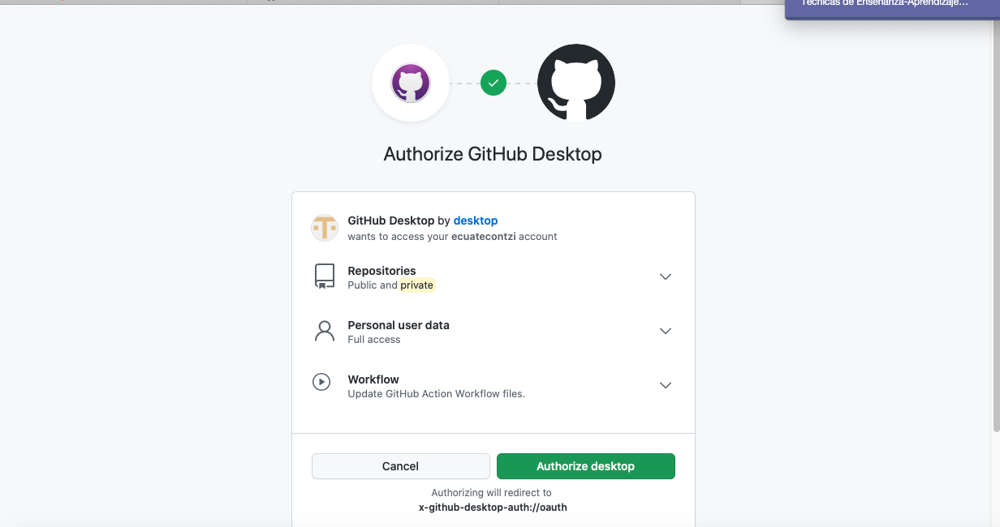 Técnicas de Enseñanza-Aprendizaje...
Authorize GitHub Desktop
GitHub Desktop by desktop
wants to access your ecuatecontzi account
Repositories
Public and private
Personal user data
Full access
Workflow
Update GitHub Action Workflow files.
Cancel
Authorize desktop
Authorizing will redirect to
x-github-desktop-auth://oauth